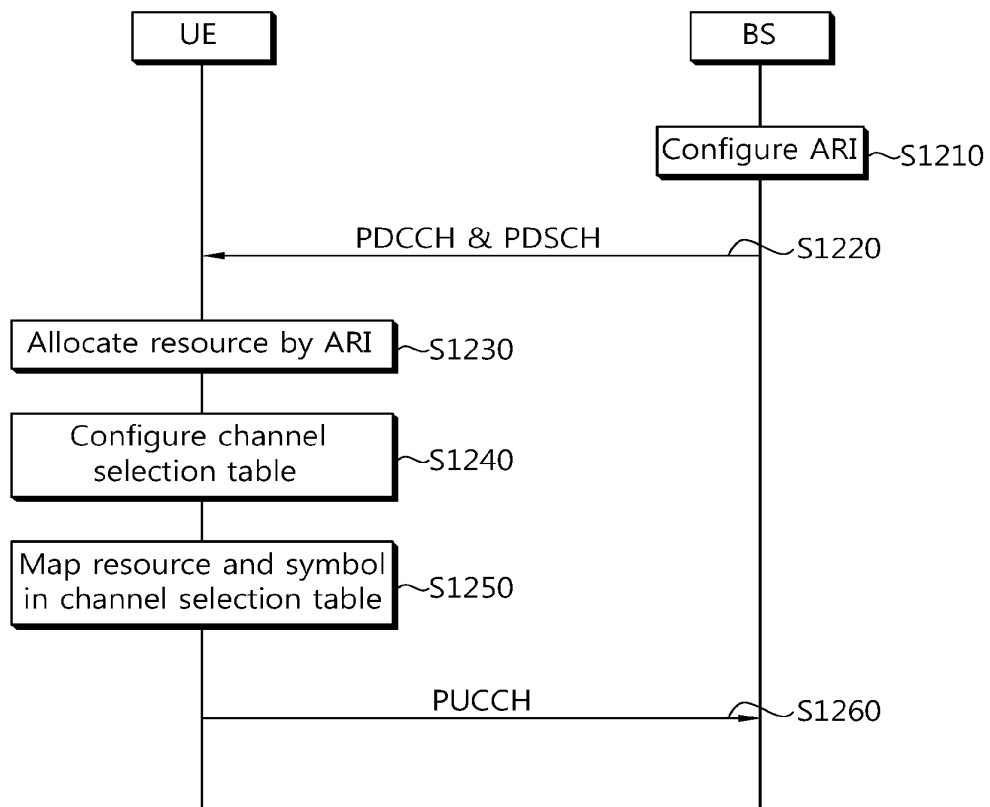 UE
BS
Configure ARI
S1210
PDCCH & PDSCH
S1220
Allocate resource by ARI
S1230
Configure channel
selection table
S1240
Map resource and symbol
in channel selection table
S1250
PUCCH
S1260